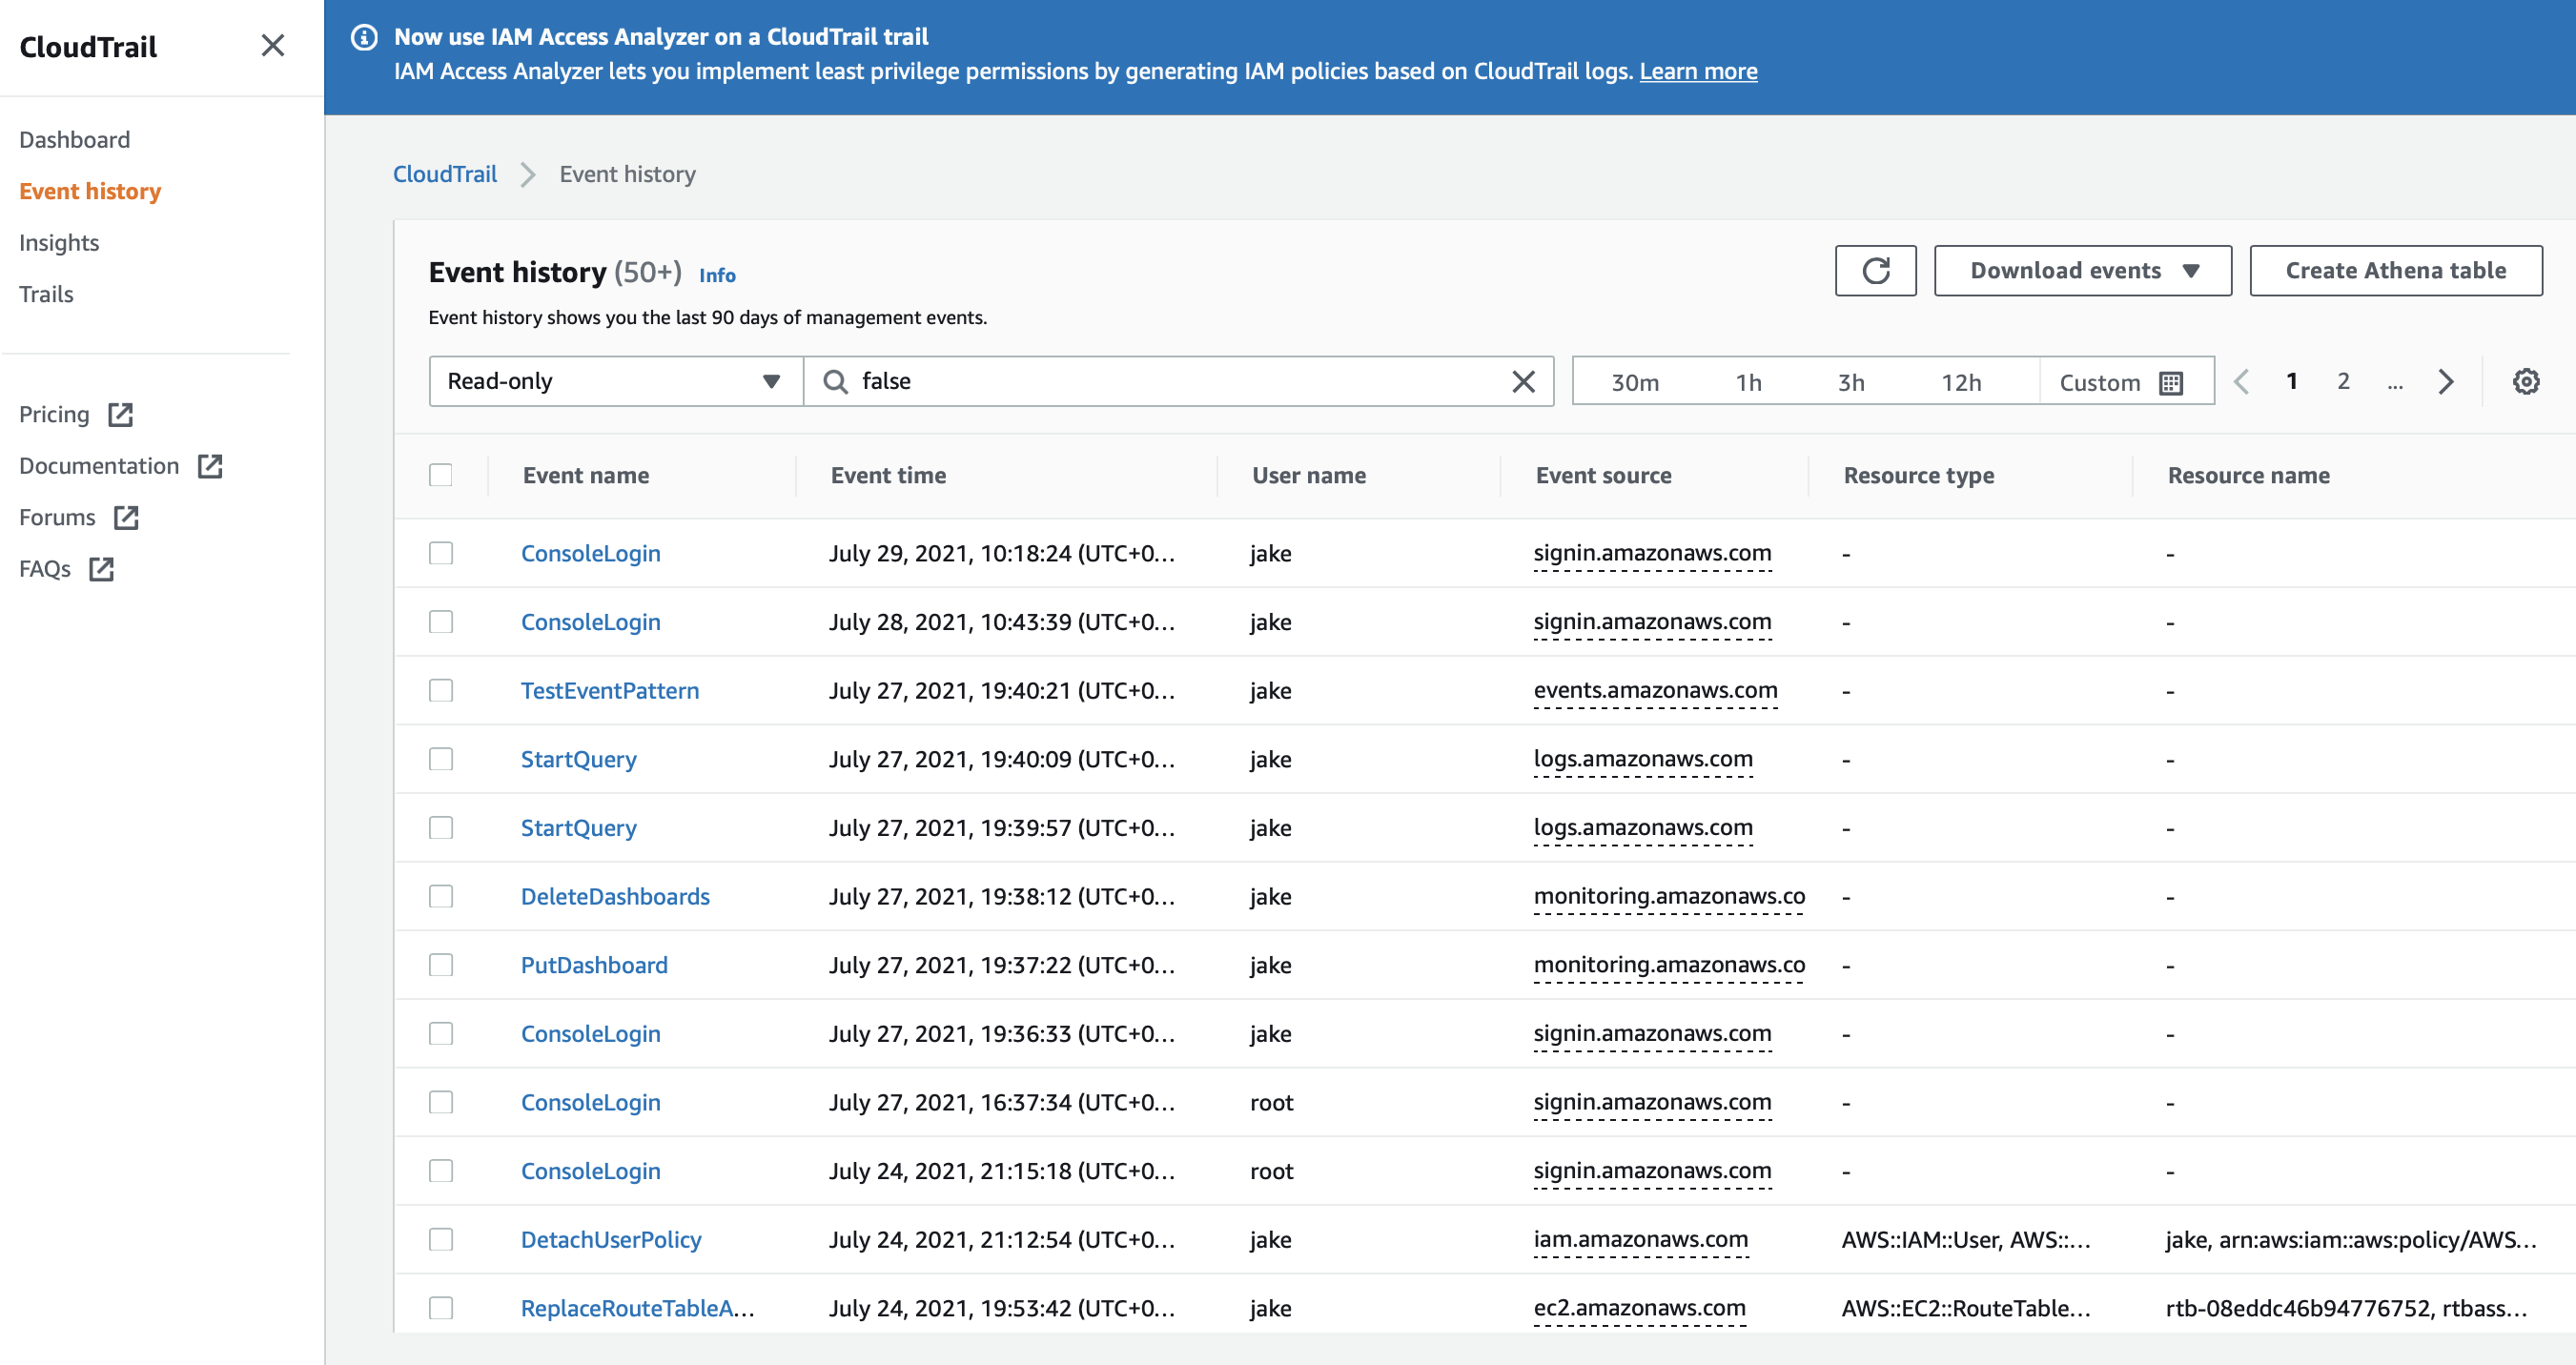 CloudTrail
Dashboard
Event history
Insights
Trails
Pricing
Documentation
Forums
FAQs
Now use IAM Access Analyzer on a CloudTrail trail
IAM Access Analyzer lets you implement least privilege permissions by generating IAM policies based on CloudTrail logs. Learn more
CloudTrail > Event history
Event history (50+) Info
Download events
Create Athena table
Event history shows you the last 90 days of management events.
Read-only false 30m 1h 3h 12h Custom 1 2 ...
Event name Event time User name Event source Resource type Resource name
ConsoleLogin July 29, 2021, 10:18:24 (UTC+0... jake signin.amazonaws.com - -
ConsoleLogin July 28, 2021, 10:43:39 (UTC+0... jake signin.amazonaws.com - -
TestEventPattern July 27, 2021, 19:40:21 (UTC+0... jake events.amazonaws.com - -
StartQuery July 27, 2021, 19:40:09 (UTC+0... jake logs.amazonaws.com - -
StartQuery July 27, 2021, 19:39:57 (UTC+0... jake logs.amazonaws.com - -
DeleteDashboards July 27, 2021, 19:38:12 (UTC+0... jake monitoring.amazonaws.co - -
PutDashboard July 27, 2021, 19:37:22 (UTC+0... jake monitoring.amazonaws.co - -
ConsoleLogin July 27, 2021, 19:36:33 (UTC+0... jake signin.amazonaws.com - -
ConsoleLogin July 27, 2021, 16:37:34 (UTC+0... root signin.amazonaws.com - -
ConsoleLogin July 24, 2021, 21:15:18 (UTC+0... root signin.amazonaws.com - -
DetachUserPolicy July 24, 2021, 21:12:54 (UTC+0... jake iam.amazonaws.com AWS::IAM::User, AWS::... jake, arn:aws:iam::aws:policy/AWS...
ReplaceRouteTableA... July 24, 2021, 19:53:42 (UTC+0... jake ec2.amazonaws.com AWS::EC2::RouteTable... rtb-08eddc46b94776752, rtbass...